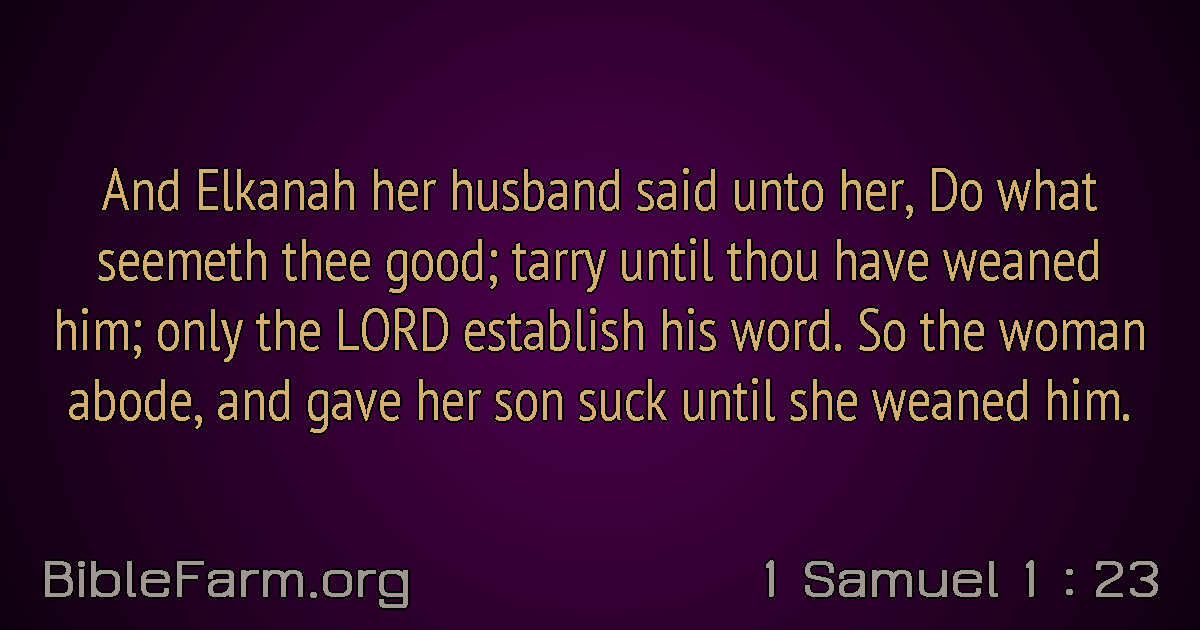 And Elkanah her husband said unto her, Do what
seemeth thee good; tarry until thou have weaned
him; only the LORD establish his word. So the woman
abode, and gave her son suck until she weaned him.
BibleFarm.org
1 Samuel 1 : 23